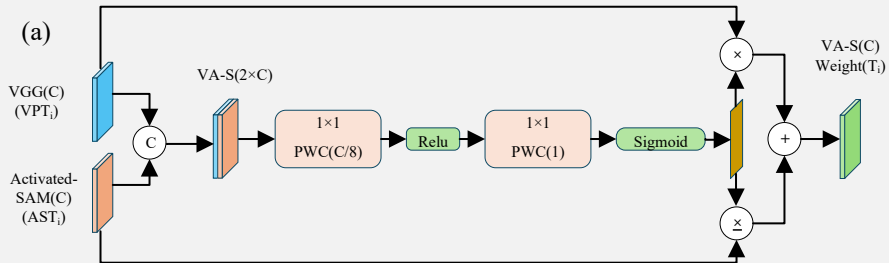 (a)
VGG(C)
(VPTi)
Activated-
SAM(C)
(ASTi)
C
VA-S(2×C)
1×1
PWC(C/8)
Relu
1×1
PWC(1)
Sigmoid
×
×
+
VA-S(C)
Weight(Ti)